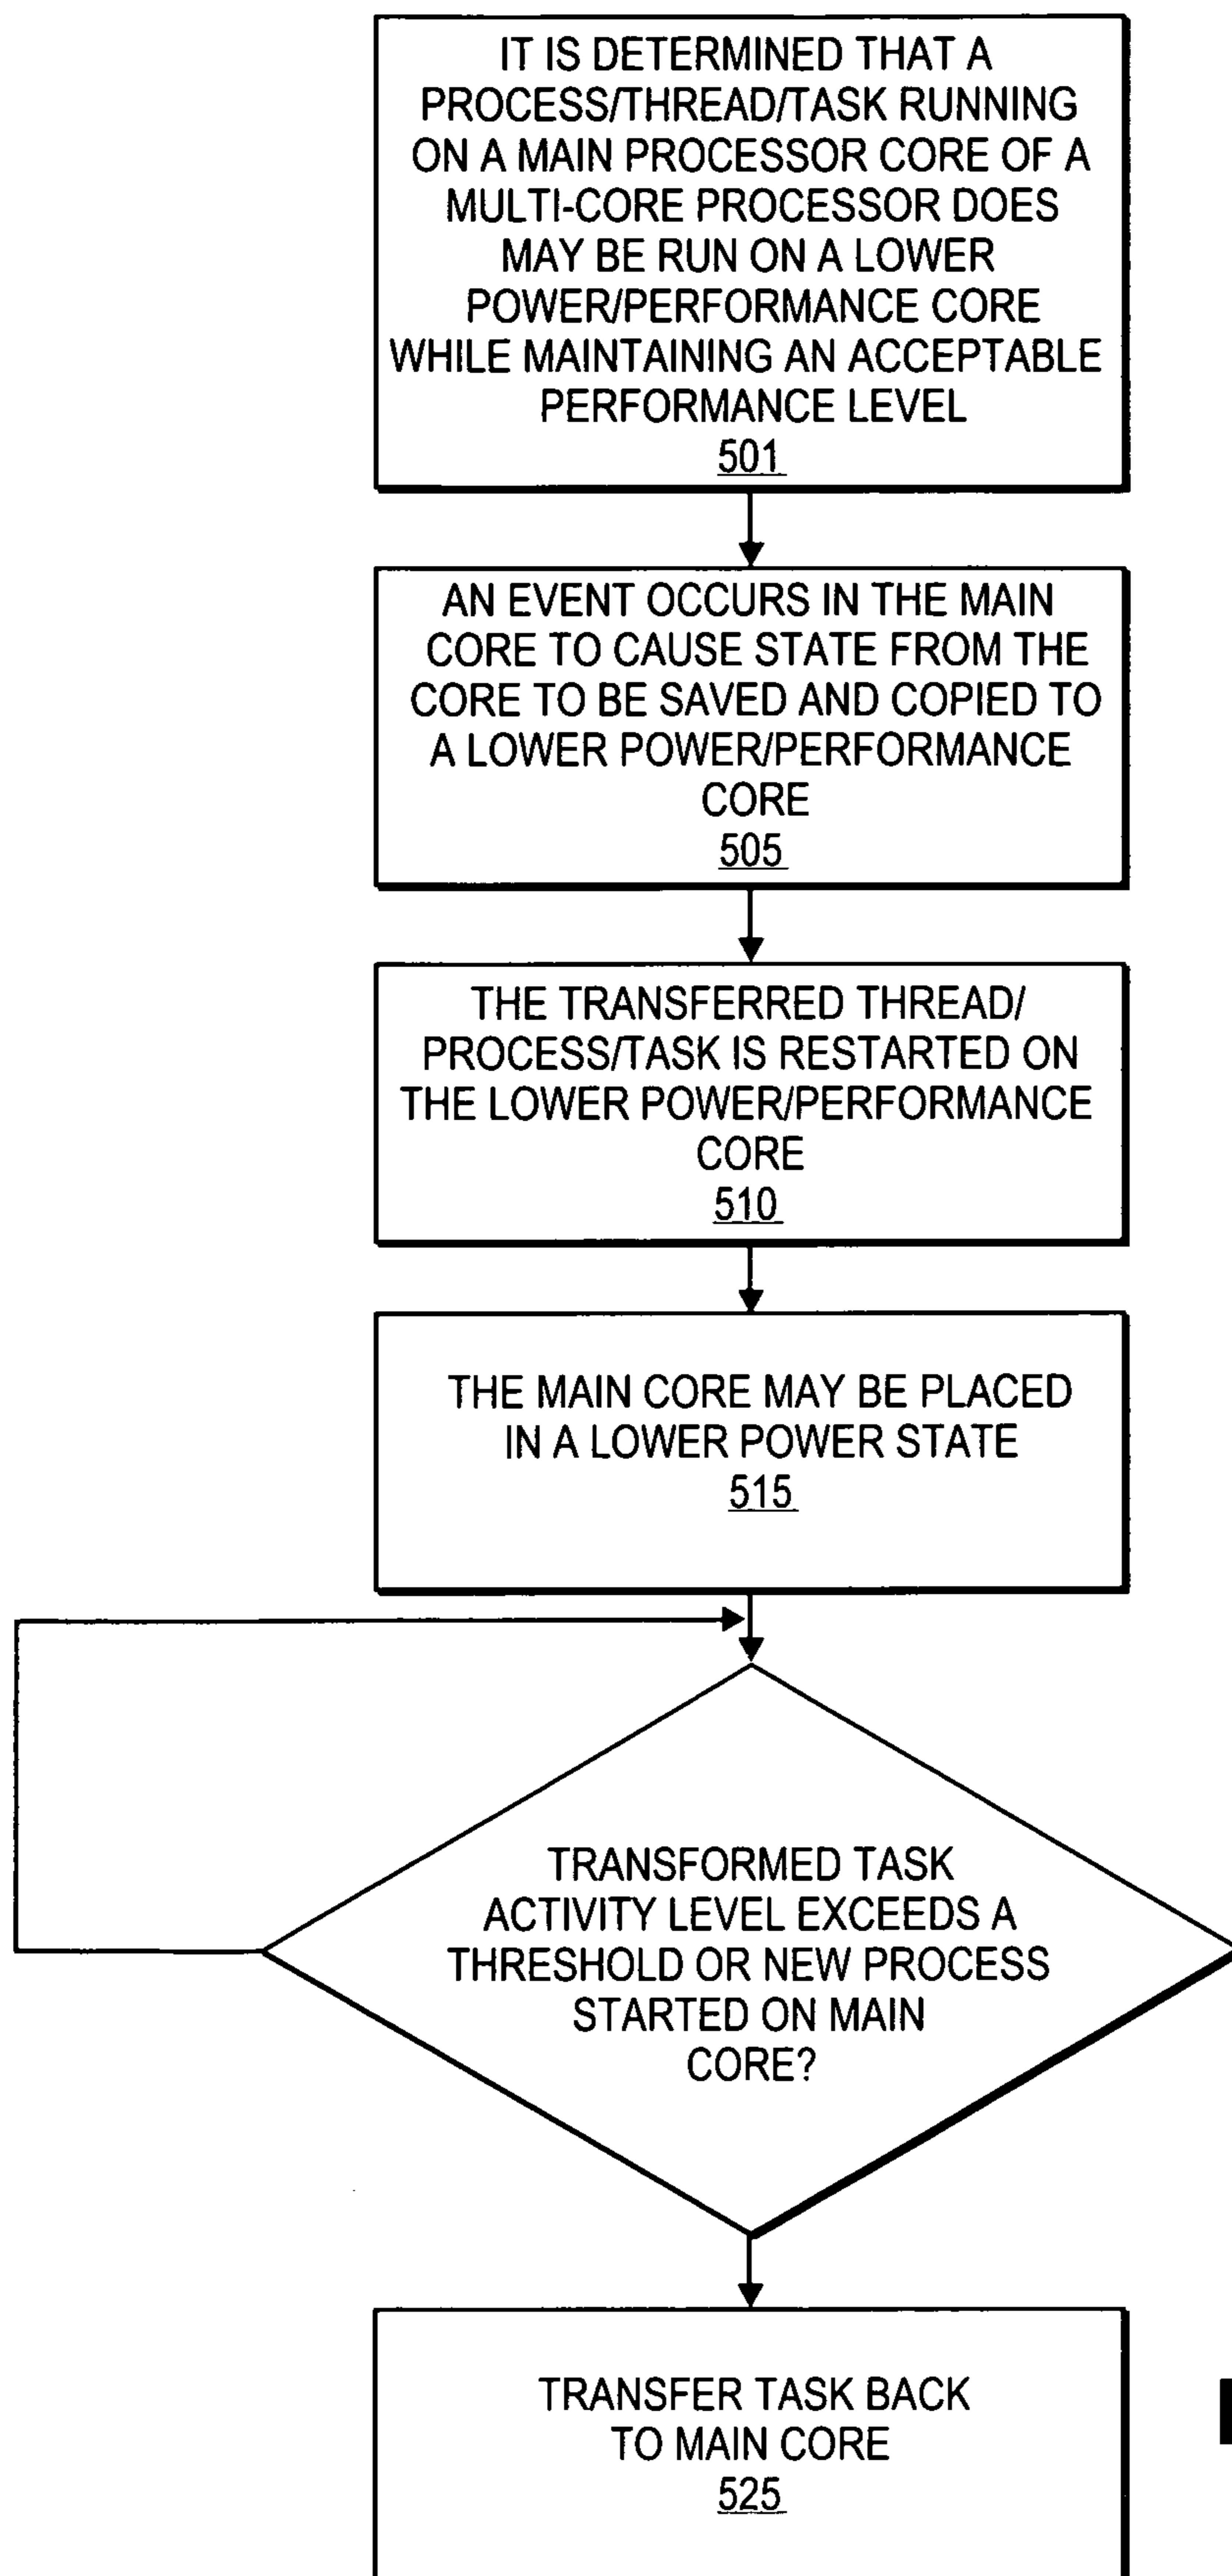 IT IS DETERMINED THAT A
PROCESS/THREAD/TASK RUNNING
ON A MAIN PROCESSOR CORE OF A
MULTI-CORE PROCESSOR DOES
MAY BE RUN ON A LOWER
POWER/PERFORMANCE CORE
WHILE MAINTAINING AN ACCEPTABLE
PERFORMANCE LEVEL
501
AN EVENT OCCURS IN THE MAIN
CORE TO CAUSE STATE FROM THE
CORE TO BE SAVED AND COPIED TO
A LOWER POWER/PERFORMANCE
CORE
505
THE TRANSFERRED THREAD/
PROCESS/TASK IS RESTARTED ON
THE LOWER POWER/PERFORMANCE
CORE
510
THE MAIN CORE MAY BE PLACED
IN A LOWER POWER STATE
515
TRANSFORMED TASK
ACTIVITY LEVEL EXCEEDS A
THRESHOLD OR NEW PROCESS
STARTED ON MAIN
CORE?
TRANSFER TASK BACK
TO MAIN CORE
525